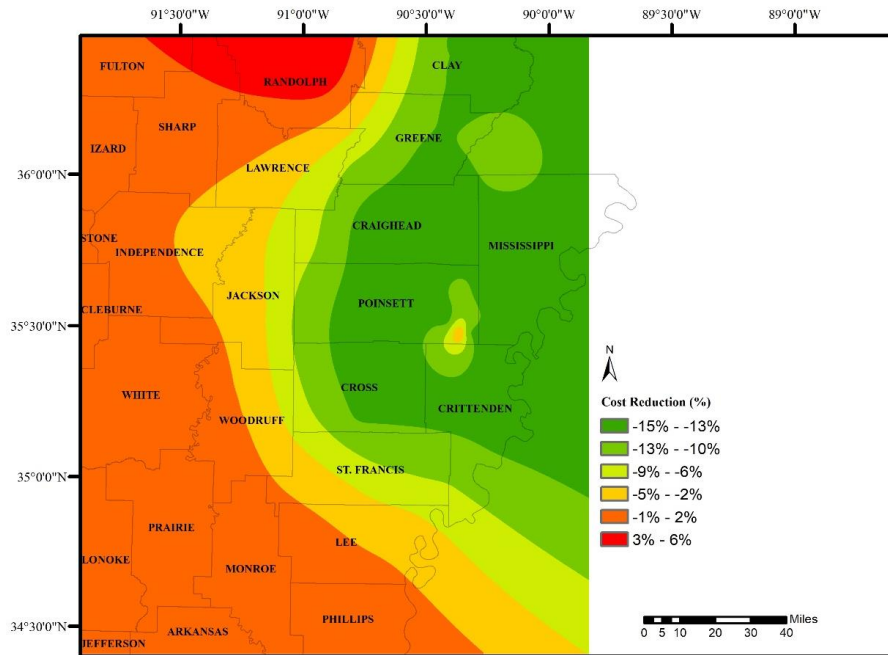 91°30'0"W 91°0'0"W 90°30'0"W 90°0'0"W 89°30'0"W 89°0'0"W
FULTON
CLAY
RANDOLPH
SHARP
GREENE
IZARD
36°0'0"N
LAWRENCE
CRAIGHEAD
STONE
INDEPENDENCE
MISSISSIPPI
JACKSON
POINSETT
CLEBURNE
35°30'0"N
N
WHITE
CROSS
Cost Reduction (%)
CRITTENDEN
WOODRUFF
-15% - -13%
-13% - -10%
-9% - -6%
-5% - -2%
-1% - 2%
3% - 6%
35°0'0"N
ST. FRANCIS
PRAIRIE
LEE
LONOKE
MONROE
PHILLIPS
34°30'0"N
ARKANSAS
JEFFERSON
Miles
0 5 10 20 30 40